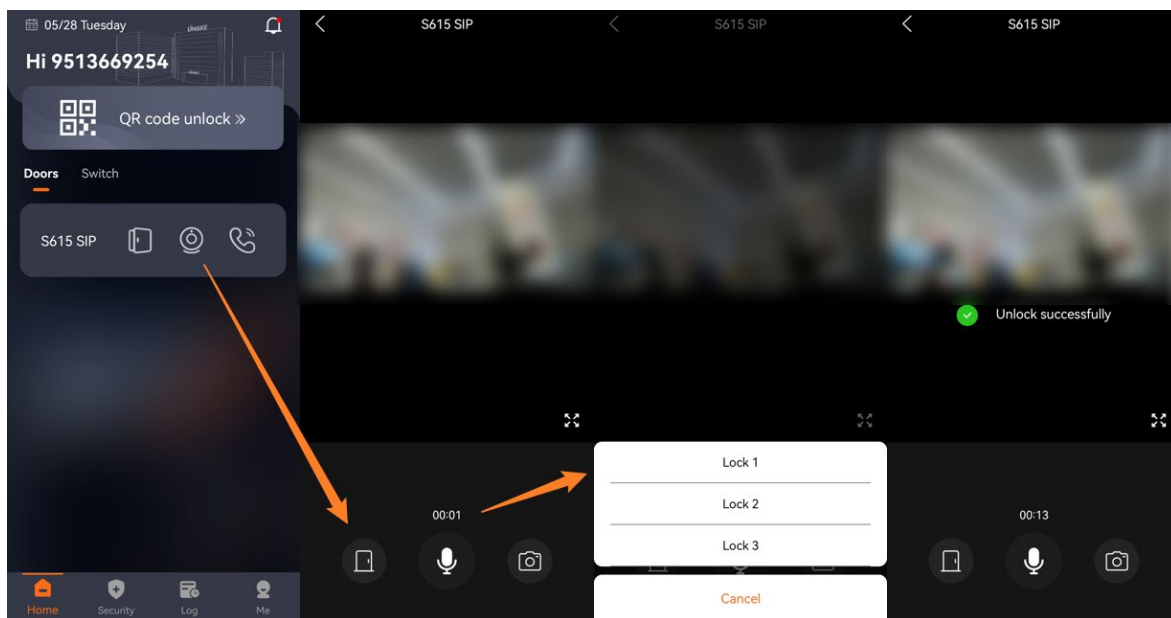 05/28 Tuesday
DNAKE
Hi 9513669254
QR code unlock »
Doors Switch
S615 SIP
Home Security Log Me
S615 SIP
00:01
S615 SIP
Lock 1
Lock 2
Lock 3
Cancel
S615 SIP
Unlock successfully
00:13